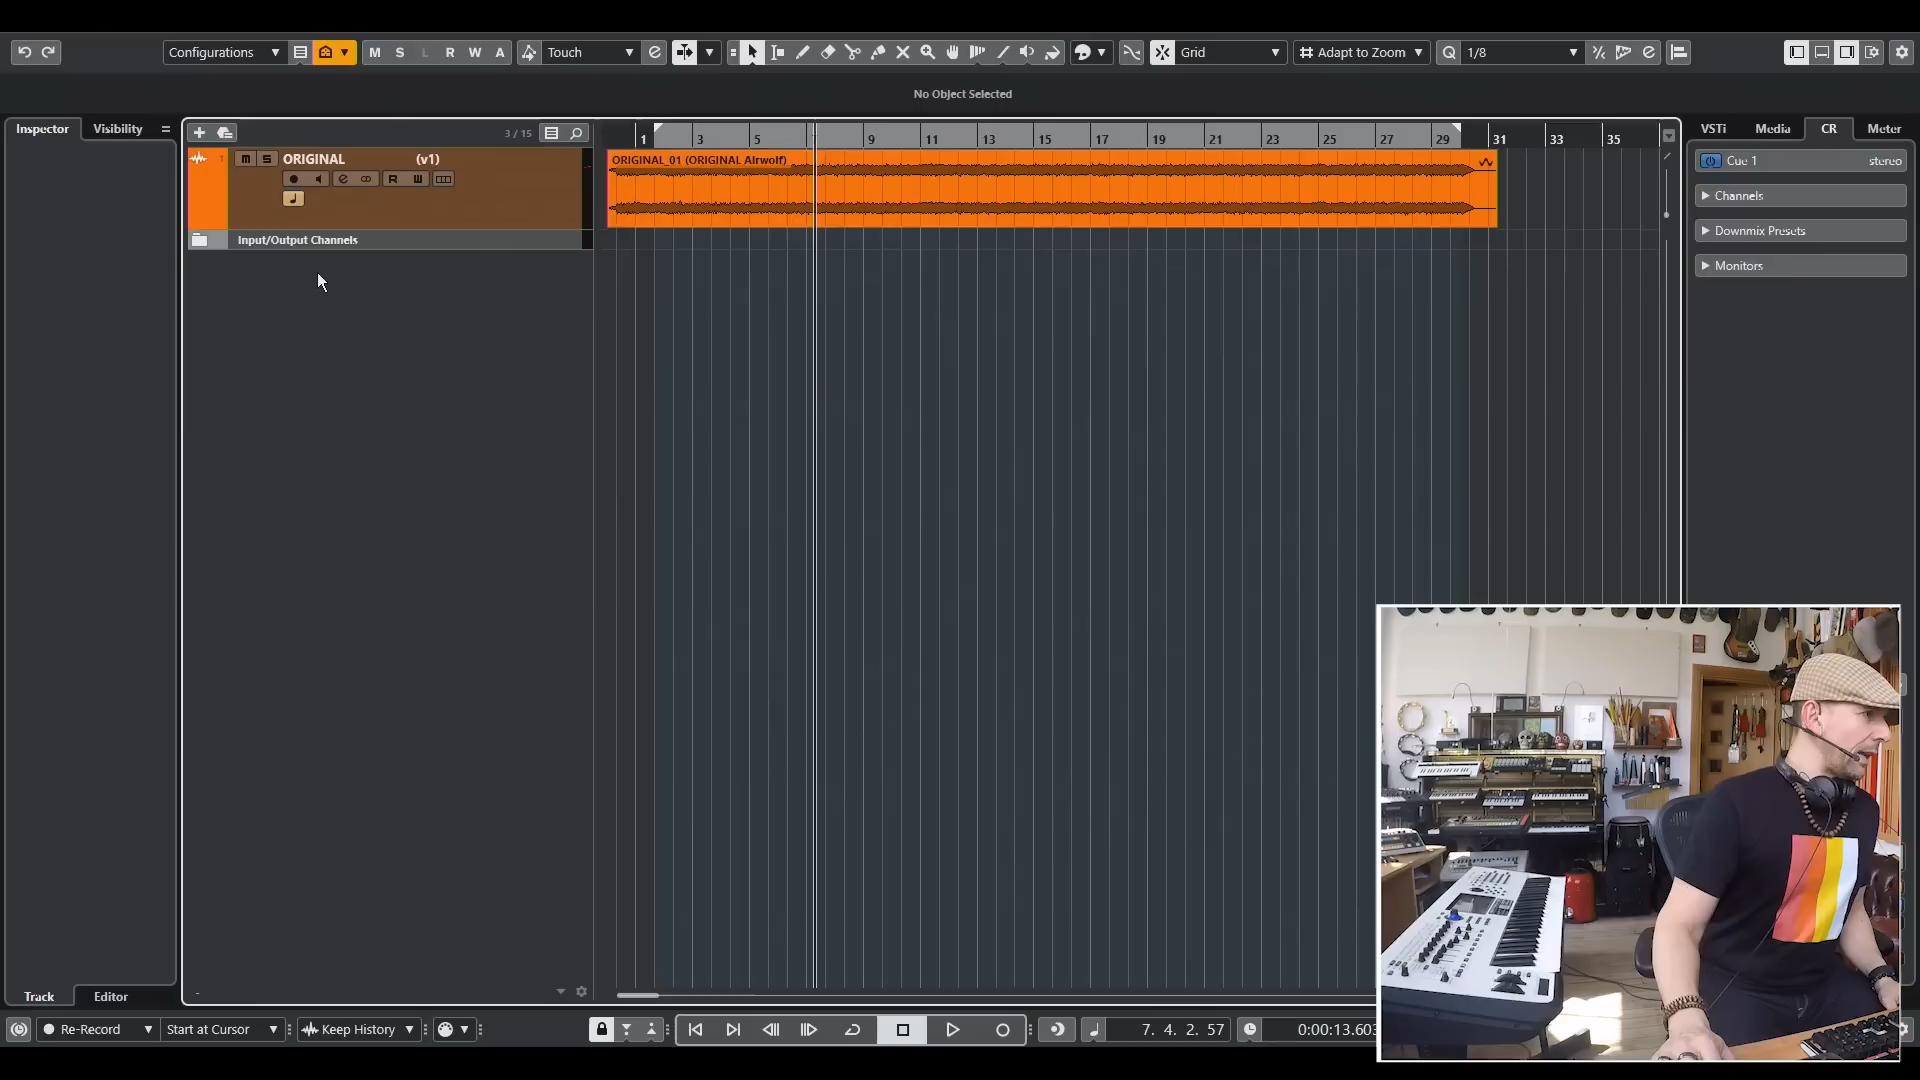 Configurations
M S L R W A
Touch
Grid
Adapt to Zoom
1/8
No Object Selected
Inspector Visibility
3 / 15
1 3 5 7 9 11 13 15 17 19 21 23 25 27 29 31 33 35
VSTi Media CR Meter
1 m S ORIGINAL (v1)
R
ORIGINAL_01 (ORIGINAL Airwolf)
Input/Output Channels
Cue 1 stereo
Channels
Downmix Presets
Monitors
Track Editor
Re-Record
Start at Cursor
Keep History
7. 4. 2. 57
0:00:13.603